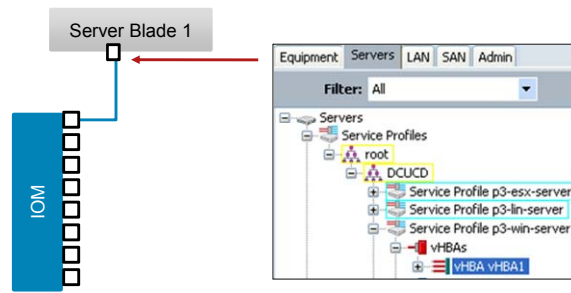 Server Blade 1
IOM
Equipment Servers LAN SAN Admin
Filter: All
Servers
Service Profiles
root
DCUCD
Service Profile p3-esx-server
Service Profile p3-lin-server
Service Profile p3-win-server
vHBAs
vHBA vHBA1